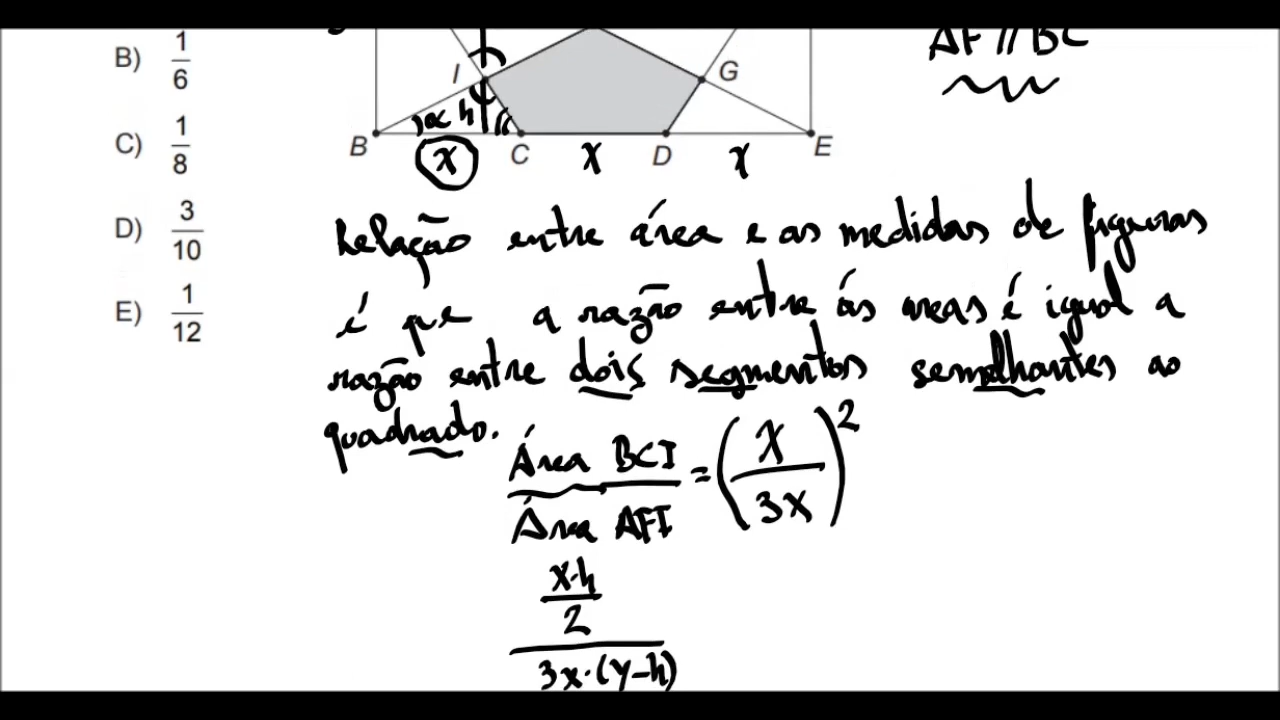 AF // BC
B) 1/6
I
G
α h
B
x
C
x
D
x
E
C) 1/8
D) 3/10
E) 1/12
Relação entre área e as medidas de figuras
é que a razão entre ás areas é igual a
razão entre dois segmentos semelhantes ao
quadrado.
Área BCI / Área AFI = (x / 3x)²
x·h / 2
3x·(y-h)